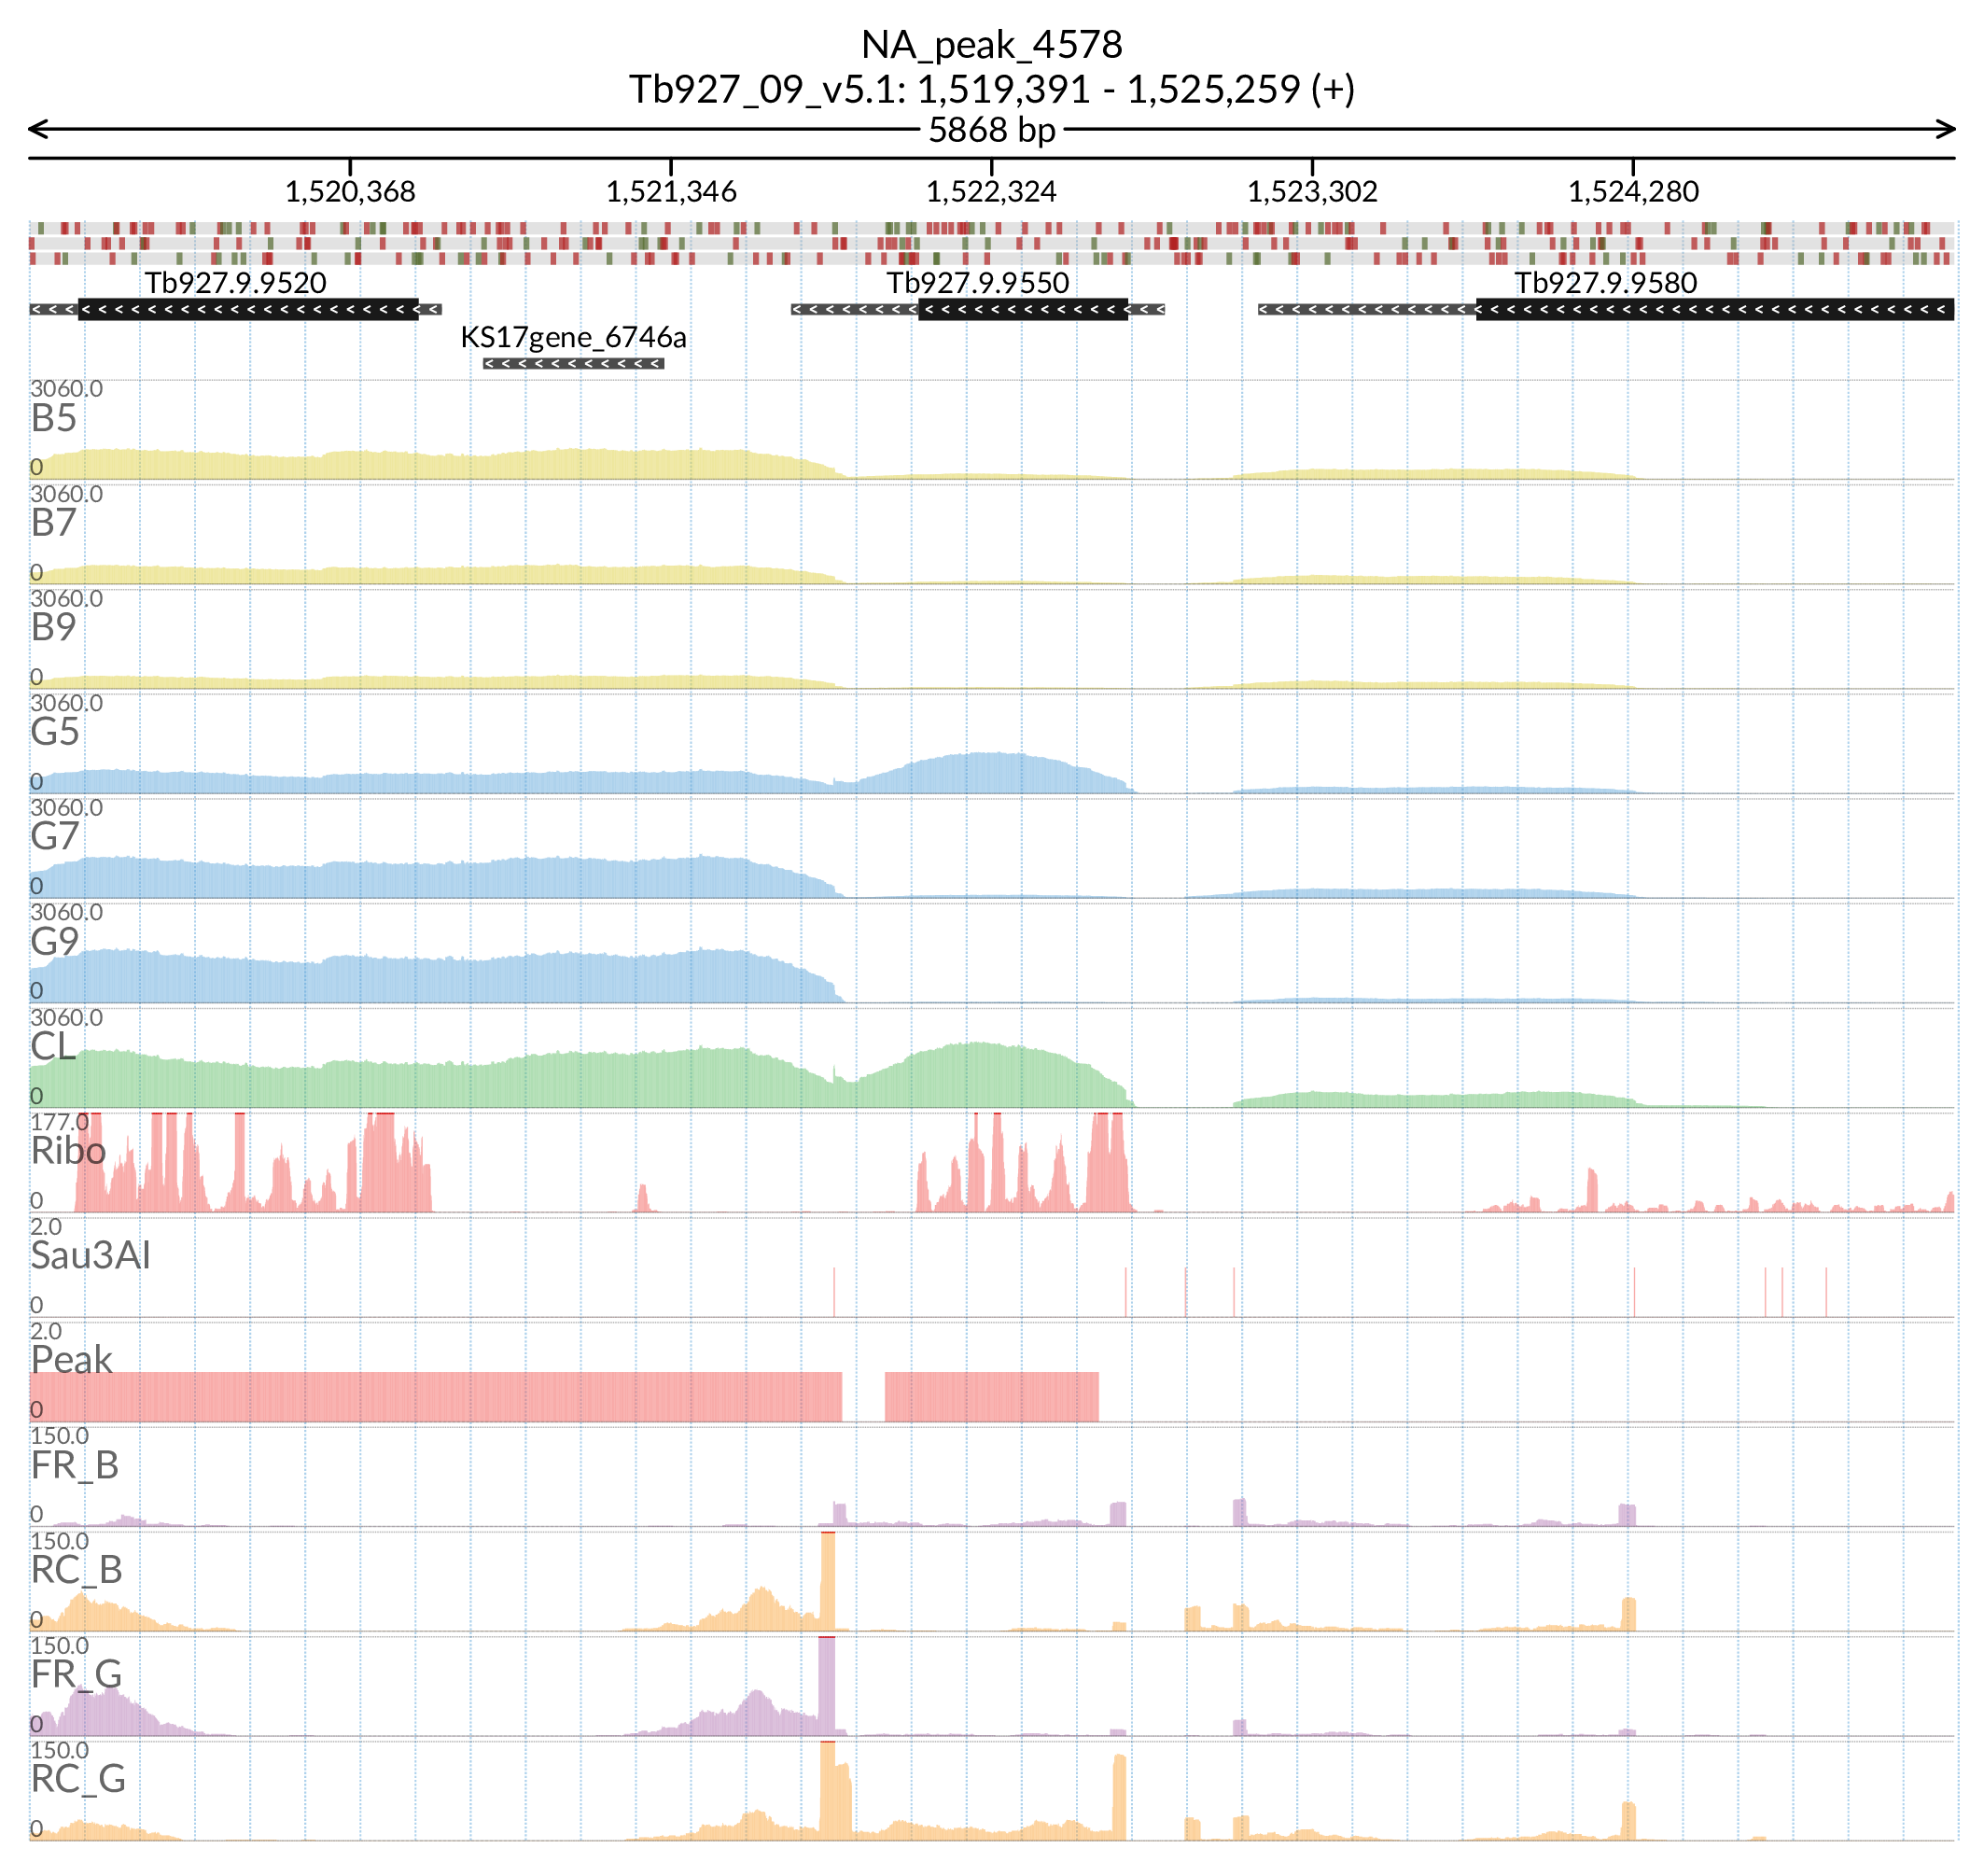 NA_peak_4578
Tb927_09_v5.1: 1,519,391 - 1,525,259 (+)
5868 bp
1,520,368 1,521,346 1,522,324 1,523,302 1,524,280
Tb927.9.9520 Tb927.9.9550 Tb927.9.9580
KS17gene_6746a
3060.0
B5
0
3060.0
B7
0
3060.0
B9
0
3060.0
G5
0
3060.0
G7
0
3060.0
G9
0
3060.0
CL
0
177.0
Ribo
0
2.0
Sau3AI
0
2.0
Peak
0
150.0
FR_B
0
150.0
RC_B
0
150.0
FR_G
0
150.0
RC_G
0